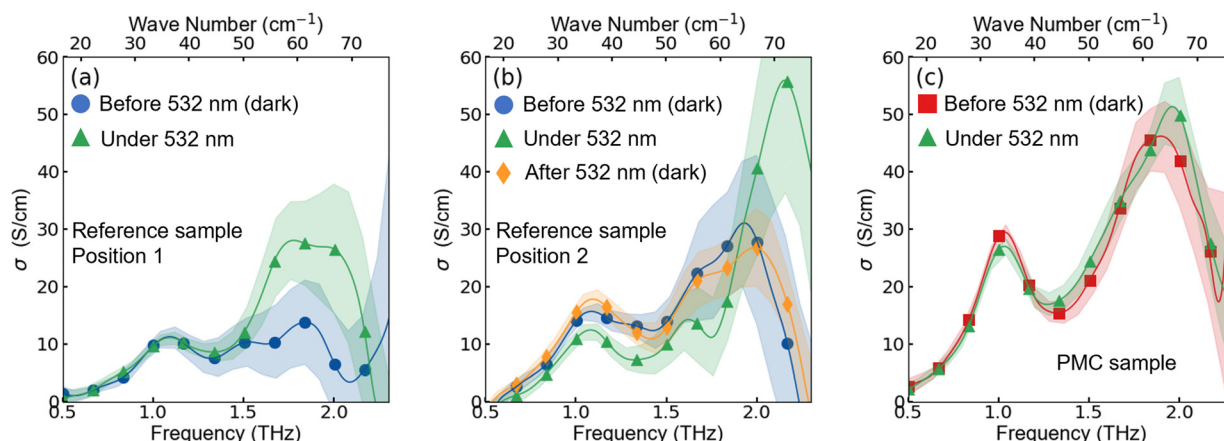 Wave Number (cm⁻¹)
20 30 40 50 60 70
(a)
Before 532 nm (dark)
Under 532 nm
Reference sample
Position 1
σ (S/cm)
60
50
40
30
20
10
0
0.5 1.0 1.5 2.0
Frequency (THz)
Wave Number (cm⁻¹)
20 30 40 50 60 70
(b)
Before 532 nm (dark)
Under 532 nm
After 532 nm (dark)
Reference sample
Position 2
σ (S/cm)
60
50
40
30
20
10
0
0.5 1.0 1.5 2.0
Frequency (THz)
Wave Number (cm⁻¹)
20 30 40 50 60 70
(c)
Before 532 nm (dark)
Under 532 nm
PMC sample
σ (S/cm)
60
50
40
30
20
10
0
0.5 1.0 1.5 2.0
Frequency (THz)